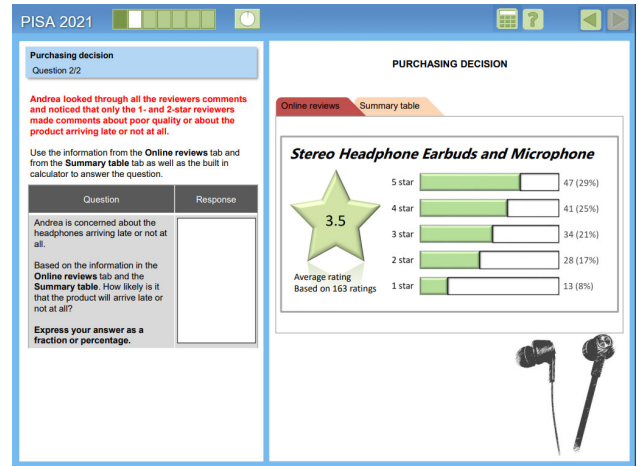 PISA 2021
?
Purchasing decision
Question 2/2
Andrea looked through all the reviewers comments
and noticed that only the 1- and 2-star reviewers
made comments about poor quality or about the
product arriving late or not at all.
Use the information from the Online reviews tab and
from the Summary table tab as well as the built in
calculator to answer the question.
Question Response
Andrea is concerned about the
headphones arriving late or not at
all.
Based on the information in the
Online reviews tab and the
Summary table. How likely is it
that the product will arrive late or
not at all?
Express your answer as a
fraction or percentage.
PURCHASING DECISION
Online reviews Summary table
Stereo Headphone Earbuds and Microphone
3.5
Average rating
Based on 163 ratings
5 star 47 (29%)
4 star 41 (25%)
3 star 34 (21%)
2 star 28 (17%)
1 star 13 (8%)